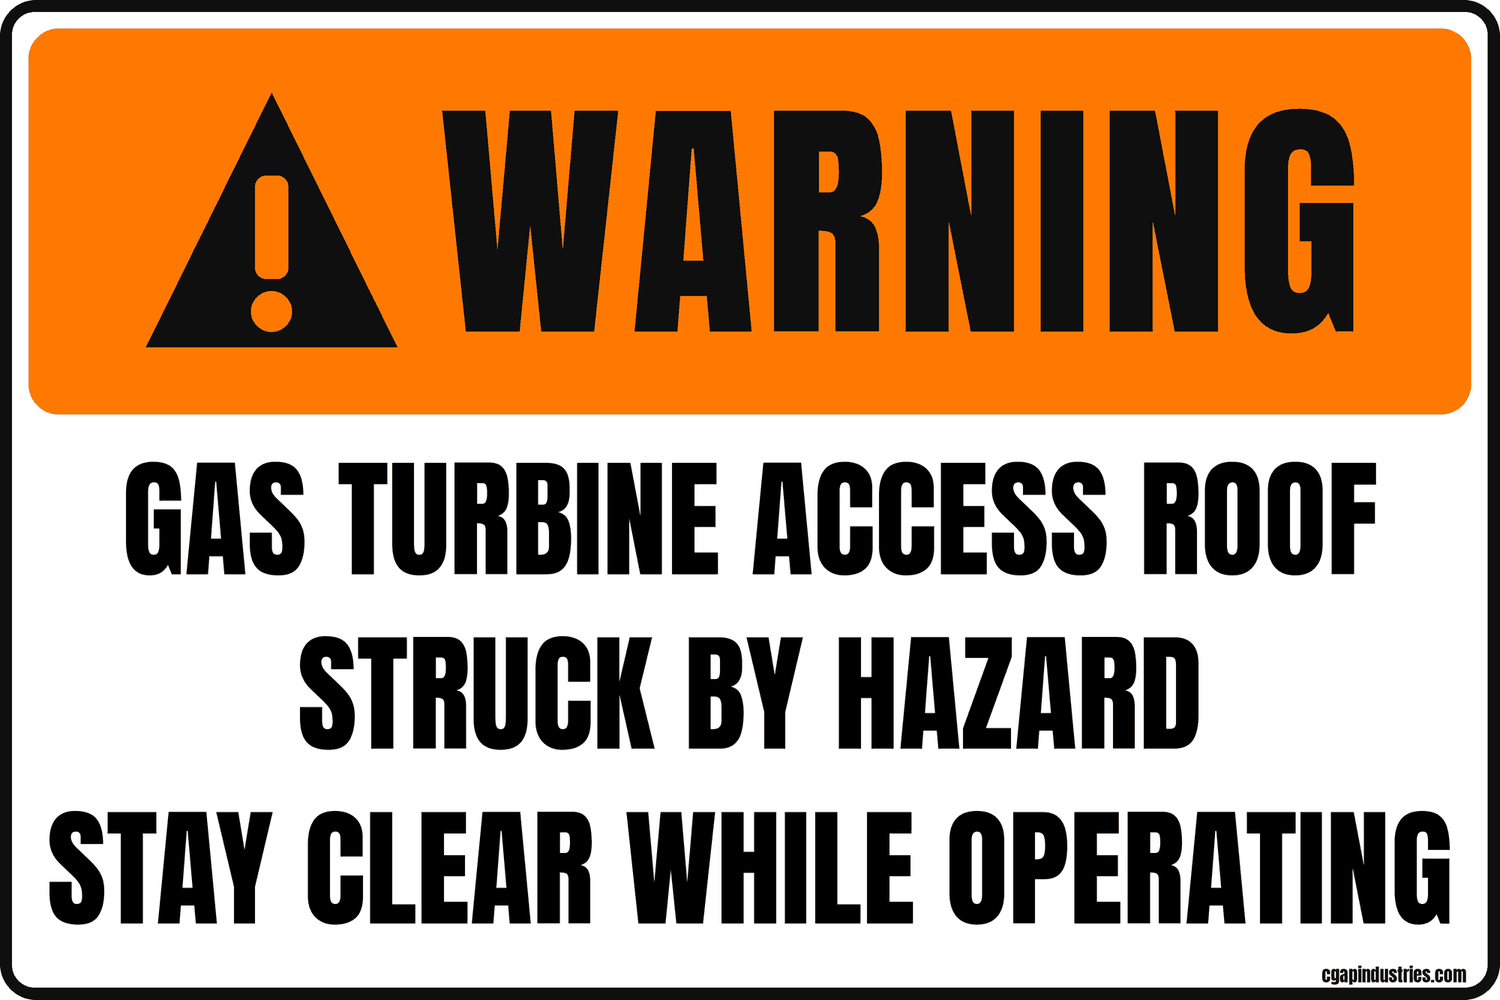 WARNING
GAS TURBINE ACCESS ROOF
STRUCK BY HAZARD
STAY CLEAR WHILE OPERATING
cgapindustries.com